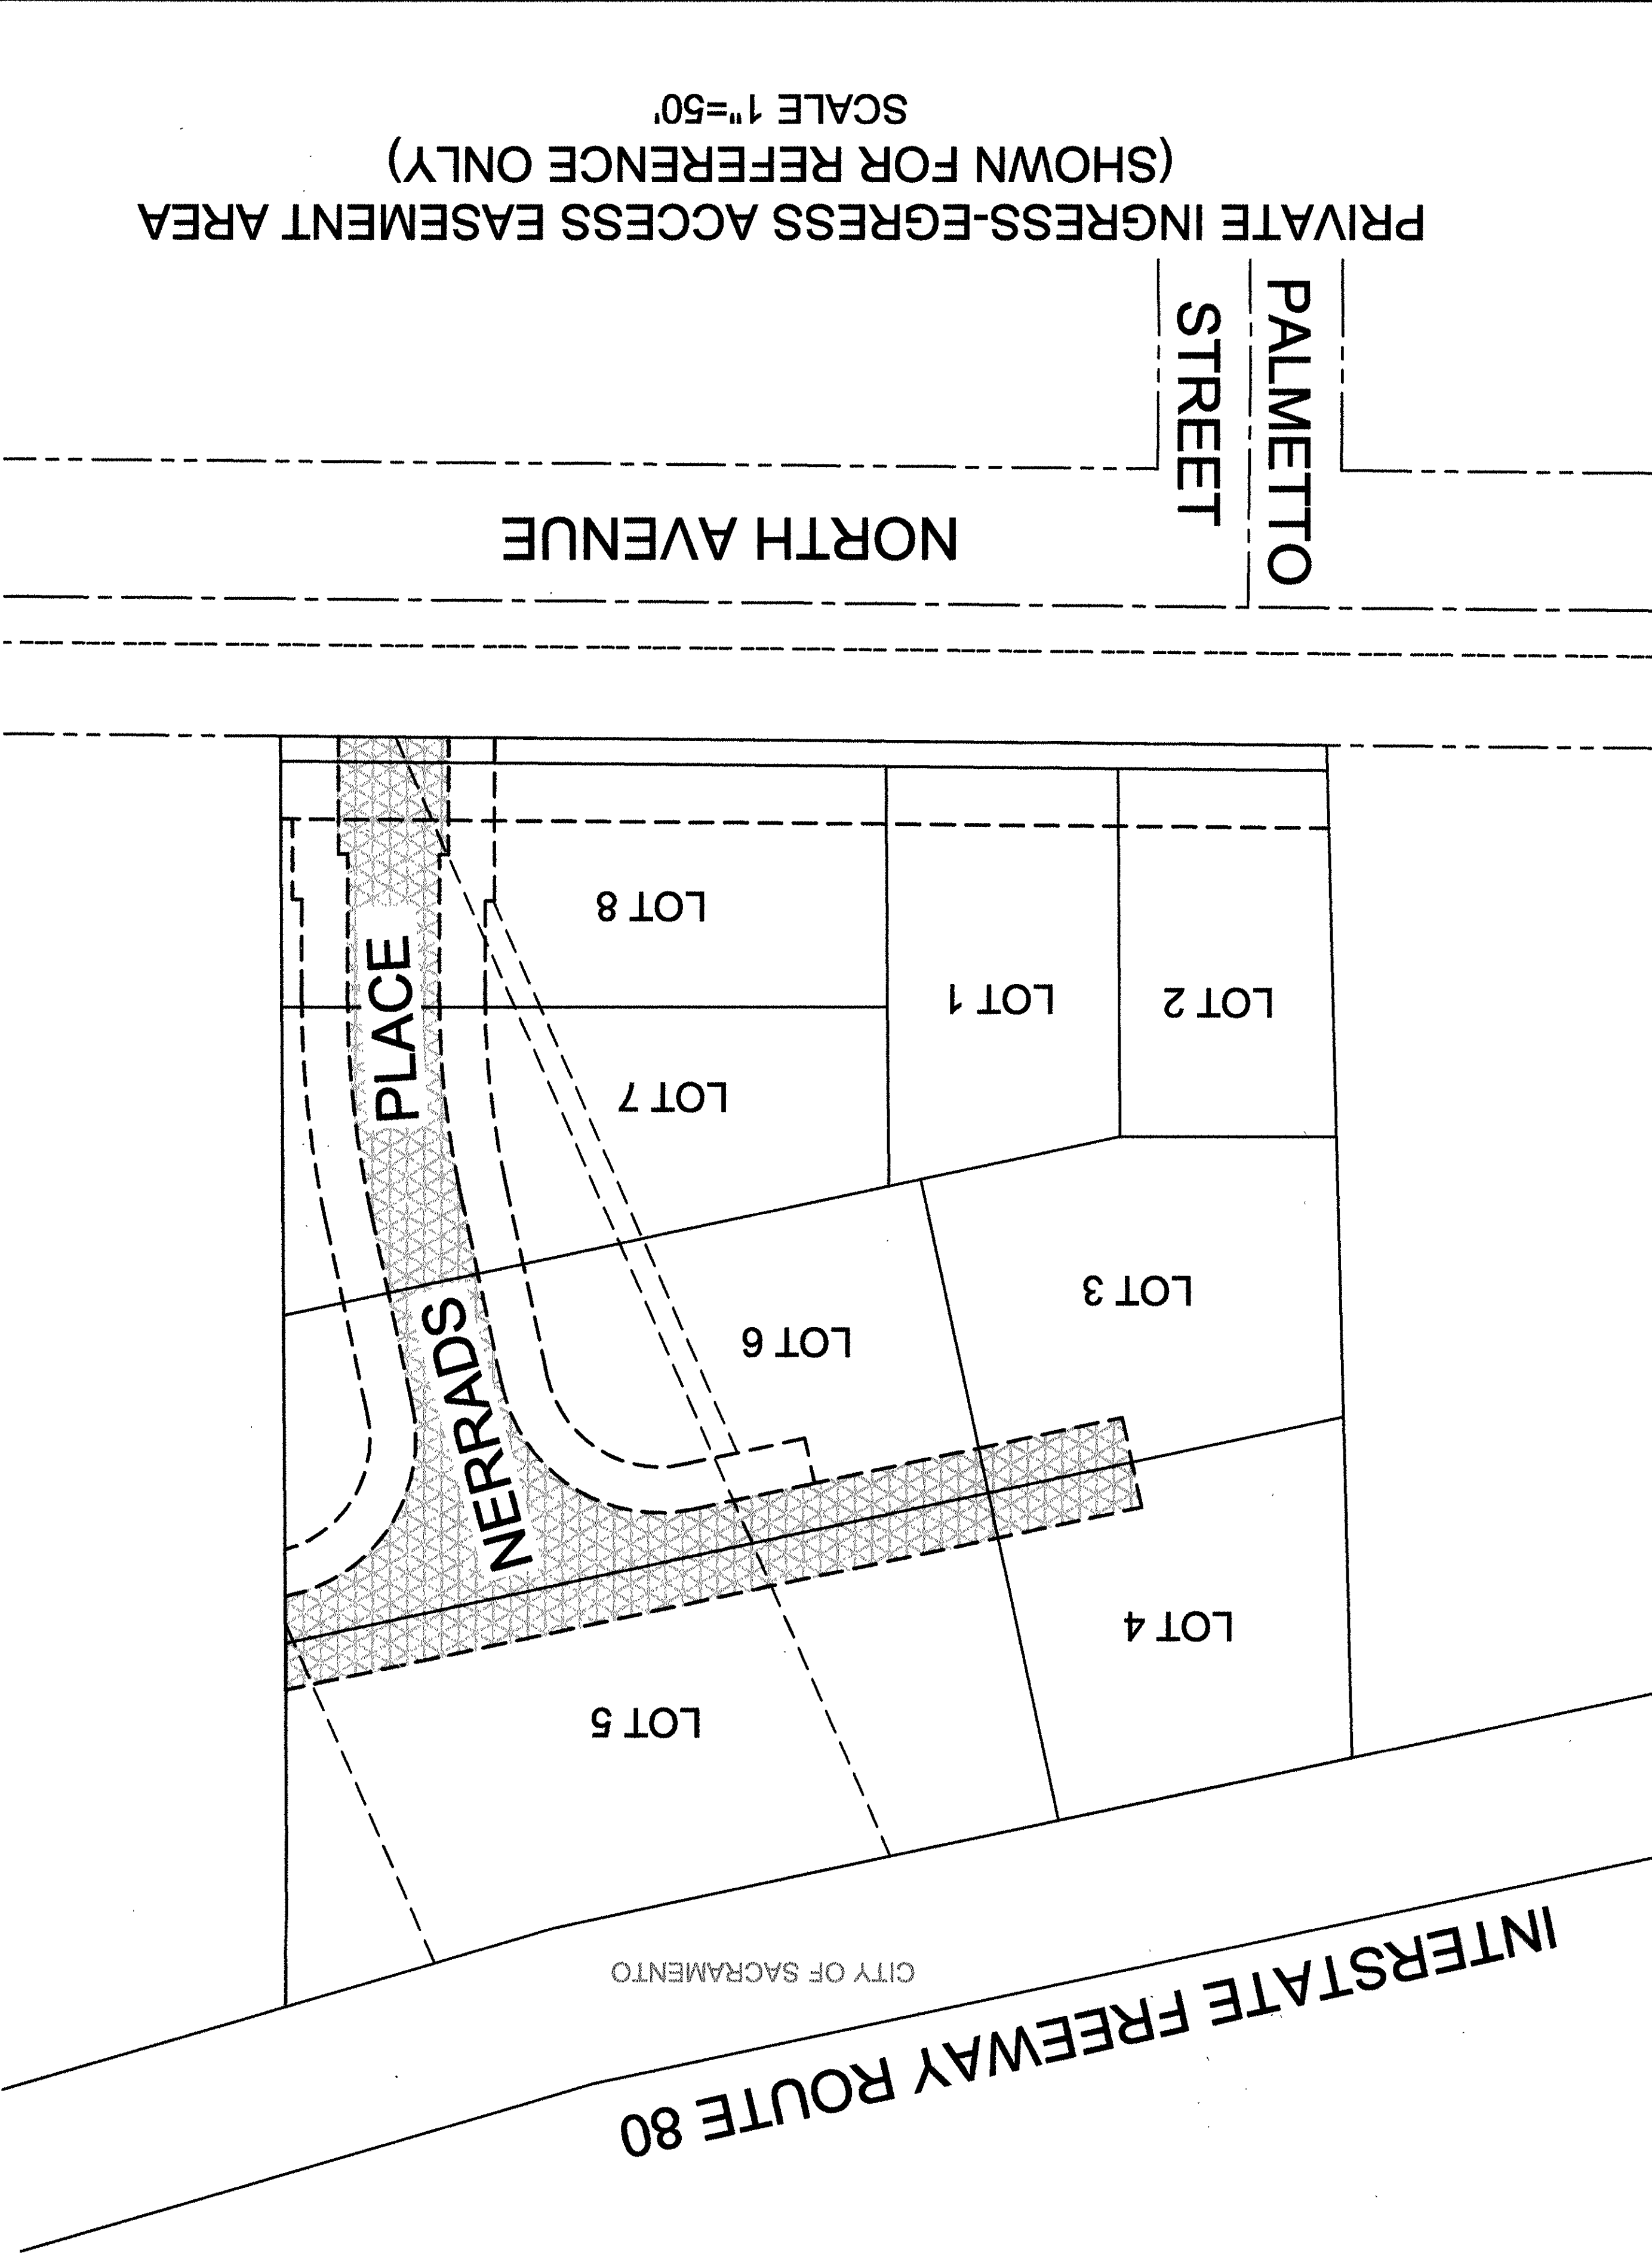 INTERSTATE FREEWAY ROUTE 80
CITY OF SACRAMENTO
LOT 5
LOT 4
NERRADS
PLACE
LOT 6
LOT 3
LOT 7
LOT 1
LOT 2
LOT 8
NORTH AVENUE
PALMETTO
STREET
PRIVATE INGRESS-EGRESS ACCESS EASEMENT AREA
(SHOWN FOR REFERENCE ONLY)
SCALE 1"=50'